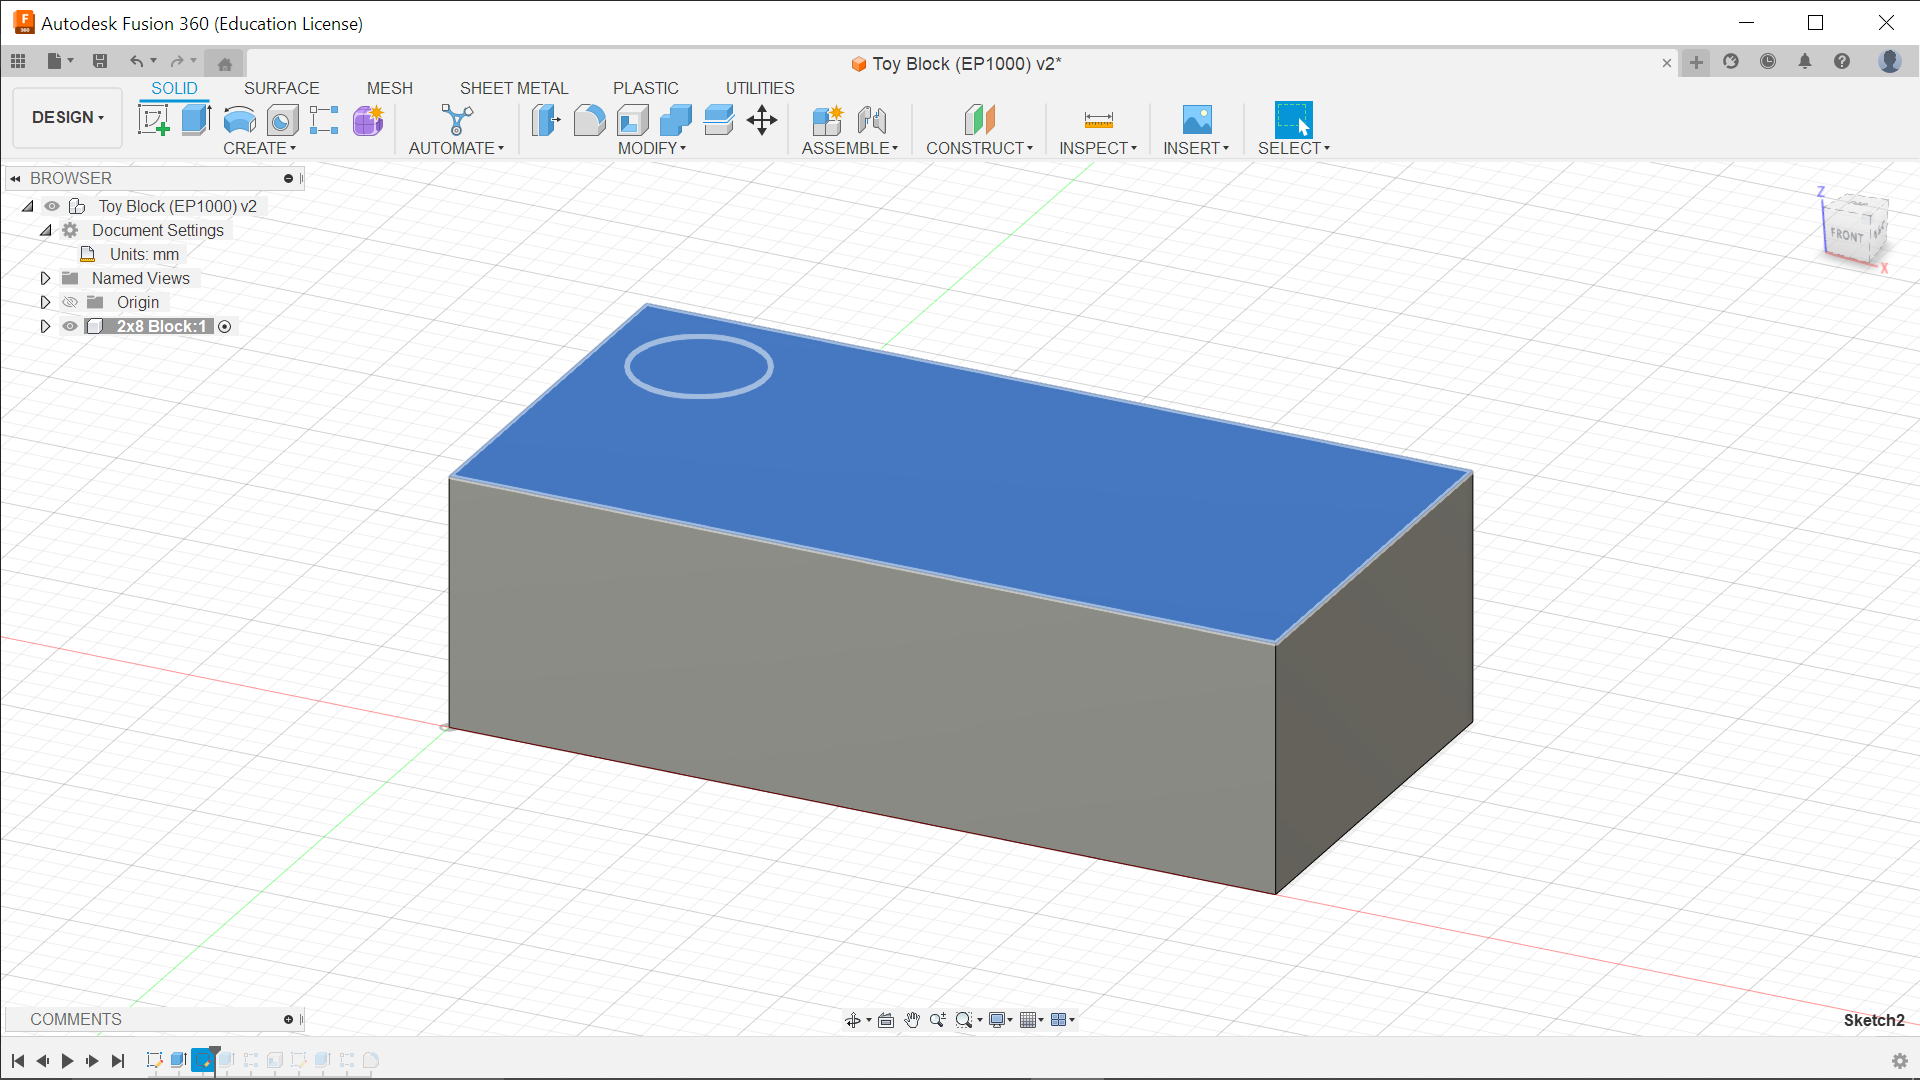 Autodesk Fusion 360 (Education License)
Toy Block (EP1000) v2*
SOLID SURFACE MESH SHEET METAL PLASTIC UTILITIES
DESIGN
CREATE AUTOMATE MODIFY ASSEMBLE CONSTRUCT INSPECT INSERT SELECT
BROWSER
Toy Block (EP1000) v2
Document Settings
Units: mm
Named Views
Origin
2x8 Block:1
Z
FRONT
X
COMMENTS
Sketch2